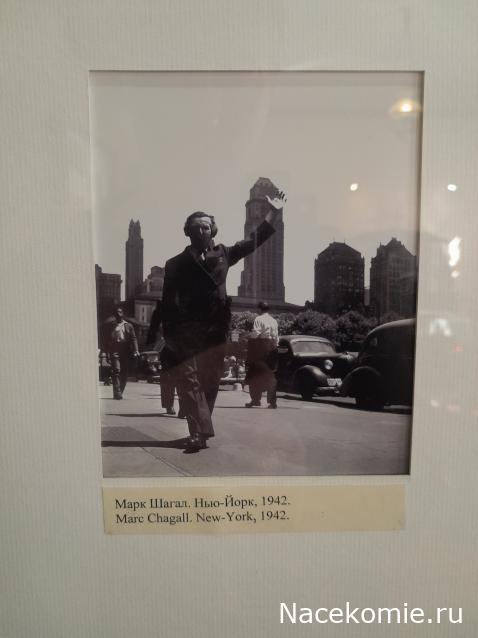 Марк Шагал. Нью-Йорк, 1942.
Marc Chagall. New-York, 1942.
Nacekomie.ru